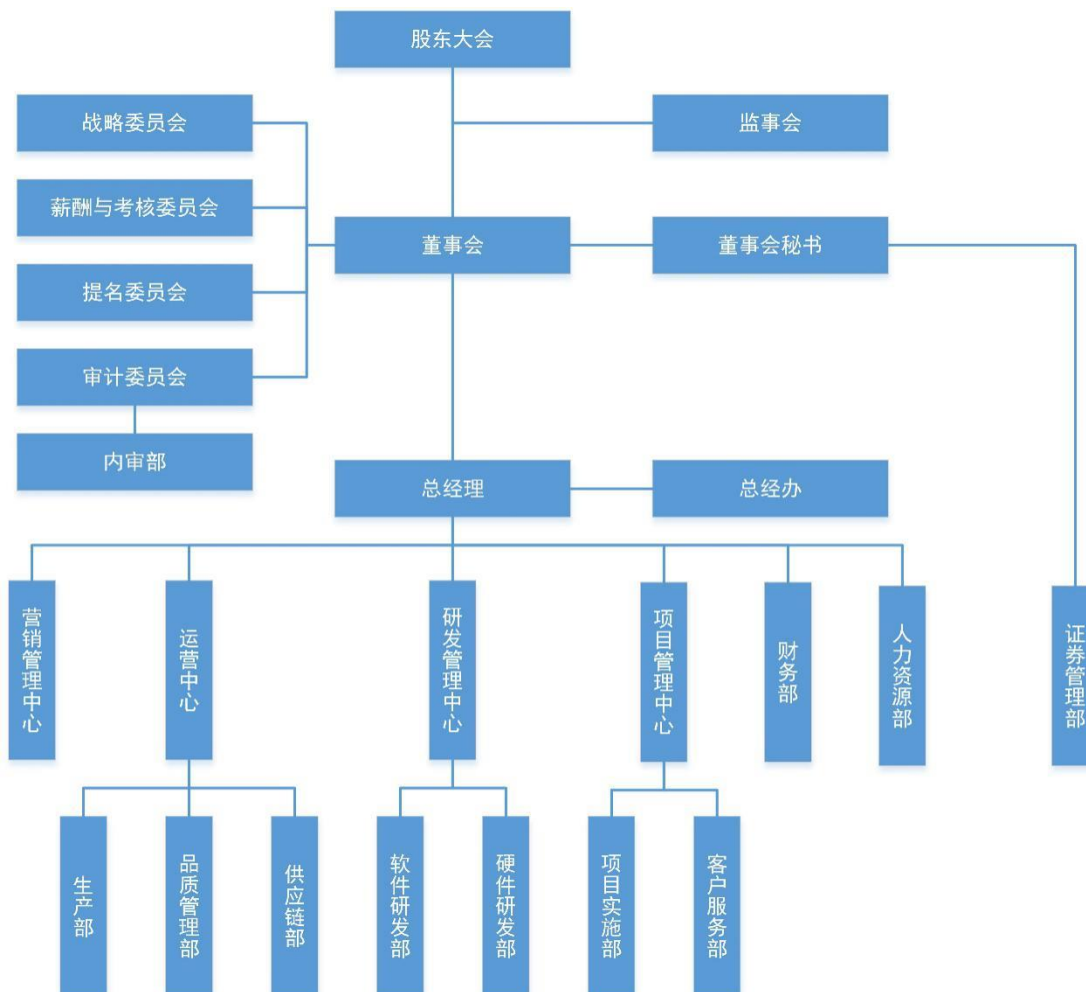 股东大会
战略委员会
监事会
薪酬与考核委员会
董事会
董事会秘书
提名委员会
审计委员会
内审部
总经理
总经办
营销管理中心
运营中心
研发管理中心
项目管理中心
财务部
人力资源部
证券管理部
生产部
品质管理部
供应链部
软件研发部
硬件研发部
项目实施部
客户服务部